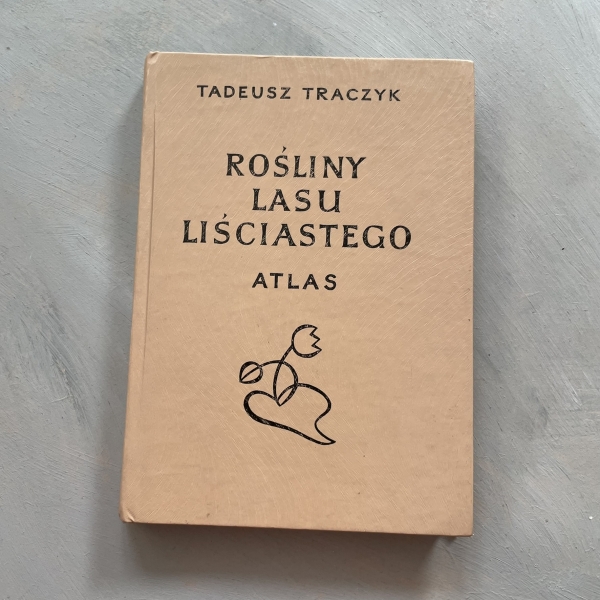 TADEUSZ TRACZYK
ROŚLINY
LASU
LIŚCIASTEGO
ATLAS